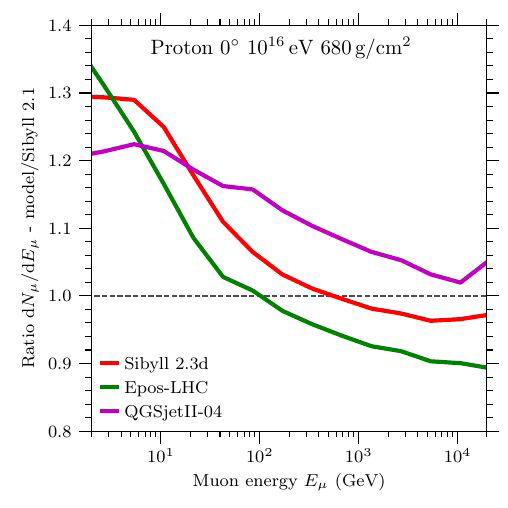 Proton 0° 10^16 eV 680 g/cm^2
1.4
1.3
1.2
1.1
1.0
0.9
0.8
Ratio dN_μ/dE_μ - model/Sibyll 2.1
Sibyll 2.3d
Epos-LHC
QGSjetII-04
10^1 10^2 10^3 10^4
Muon energy E_μ (GeV)